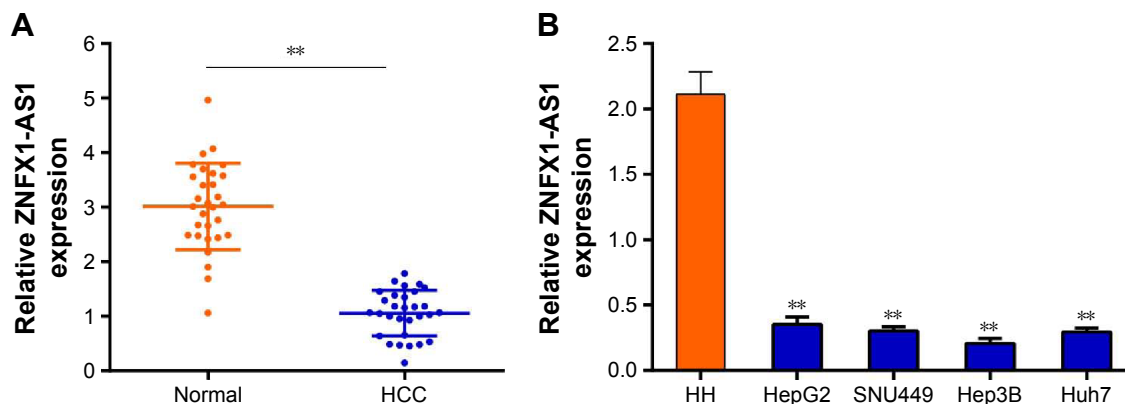 A
Relative ZNFX1-AS1
expression
6
5
4
3
2
1
0
**
Normal
HCC
B
Relative ZNFX1-AS1
expression
2.5
2.0
1.5
1.0
0.5
0.0
**
**
**
**
HH
HepG2
SNU449
Hep3B
Huh7